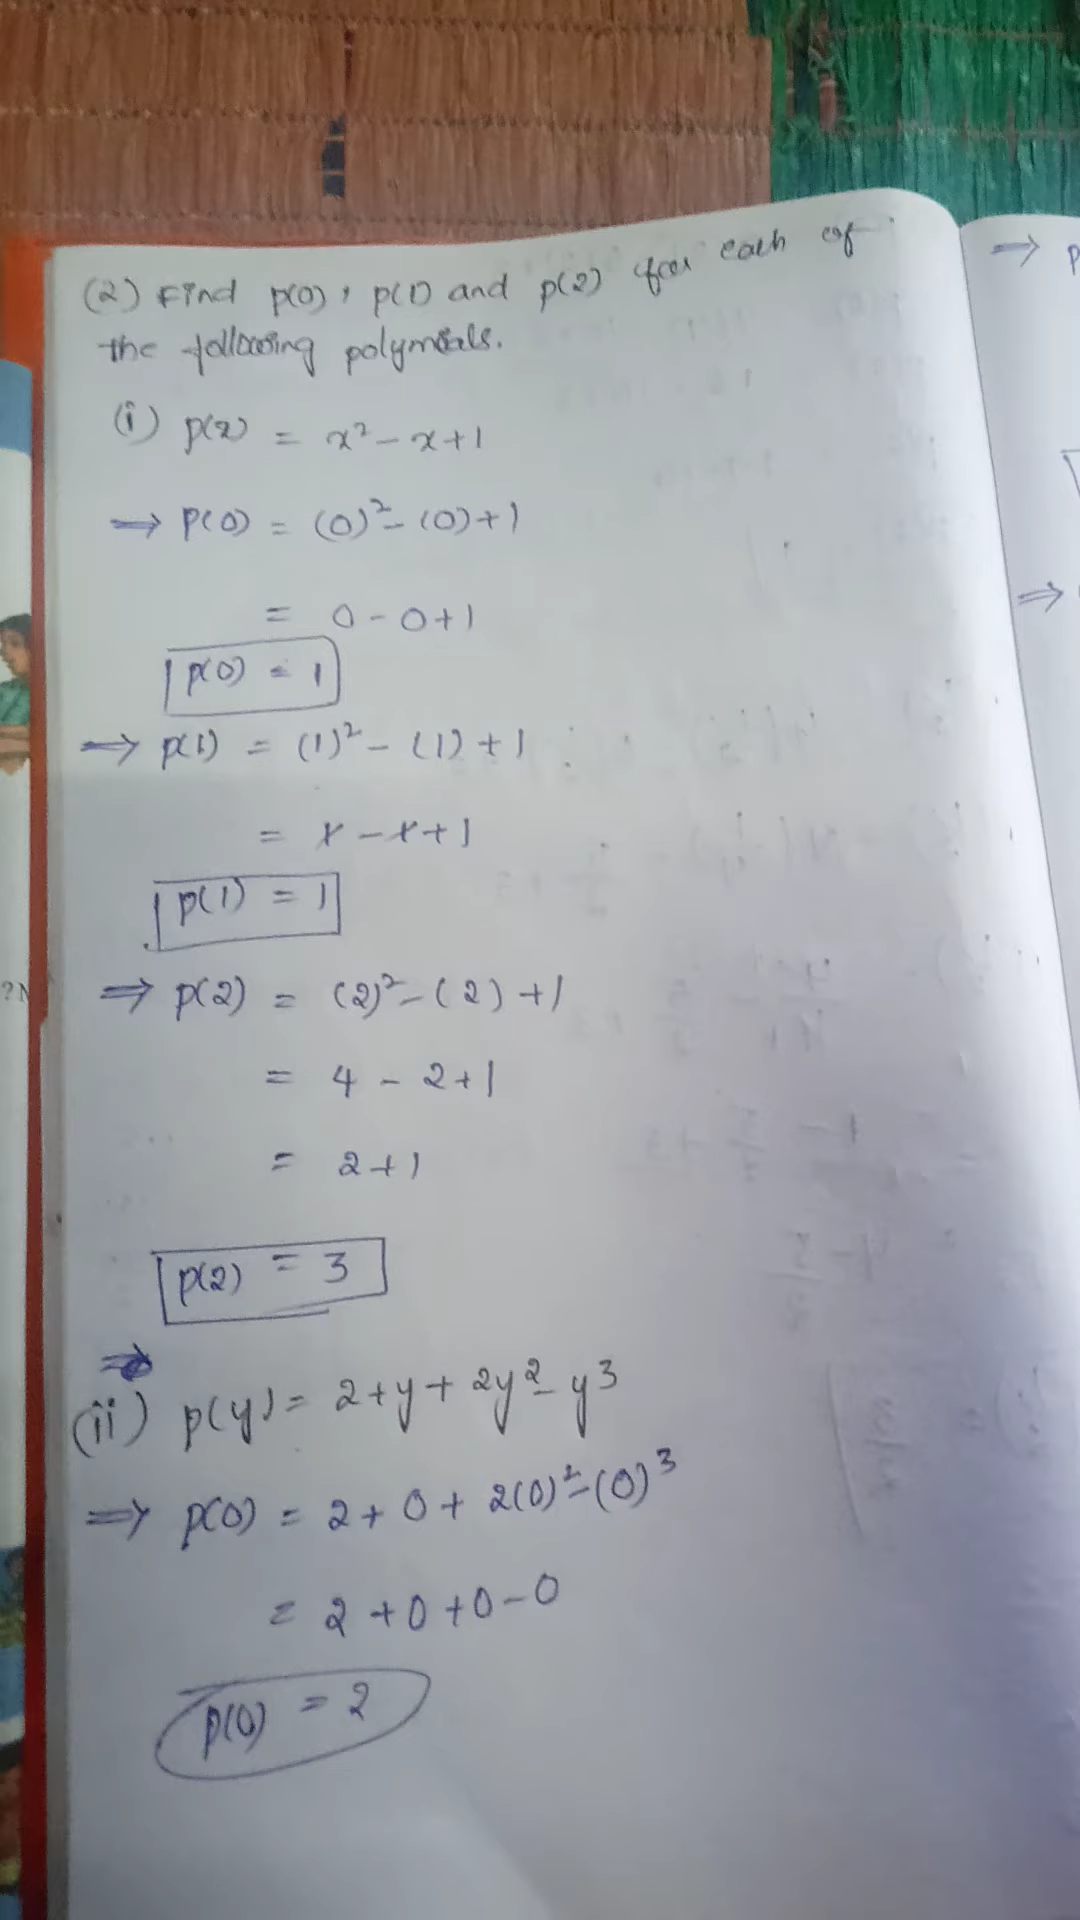 (2) Find p(0), p(1) and p(2) for each of
the following polymials.
(i) p(x) = x² - x + 1
⇒ p(0) = (0)² - (0) + 1
= 0 - 0 + 1
p(0) = 1
⇒ p(1) = (1)² - (1) + 1
= 1 - 1 + 1
p(1) = 1
⇒ p(2) = (2)² - (2) + 1
= 4 - 2 + 1
= 2 + 1
p(2) = 3
(ii) p(y) = 2 + y + 2y² - y³
⇒ p(0) = 2 + 0 + 2(0)² - (0)³
= 2 + 0 + 0 - 0
p(0) = 2
⇒ p
⇒
?N